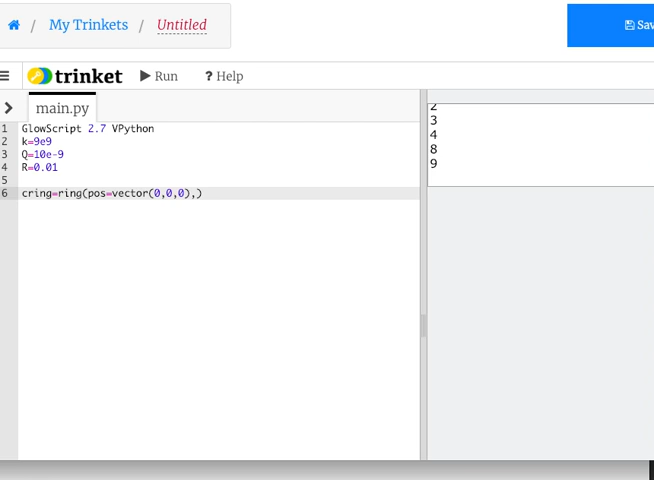 / My Trinkets / Untitled
Sav
trinket Run ? Help
main.py
1 GlowScript 2.7 VPython
2 k=9e9
3 Q=10e-9
4 R=0.01
5
6 cring=ring(pos=vector(0,0,0),)
2
3
4
8
9